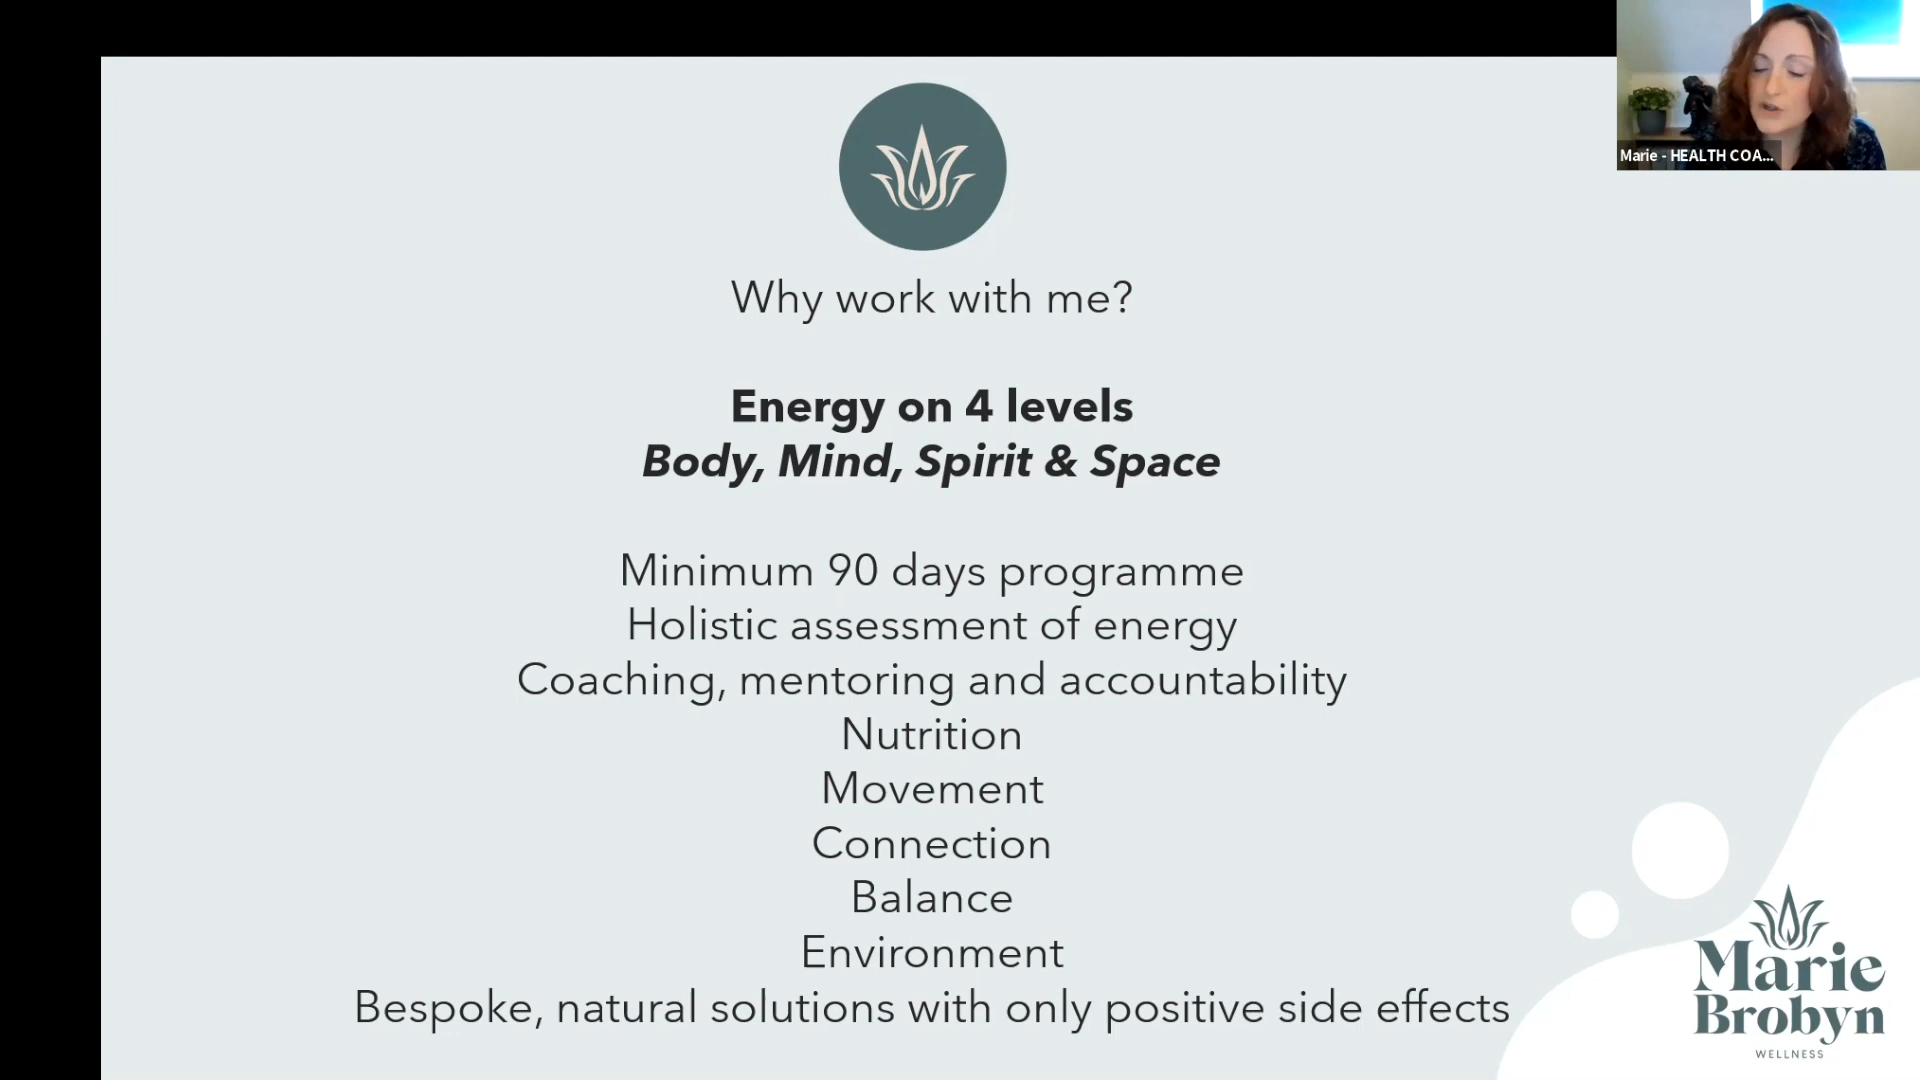 Marie - HEALTH COA...
Why work with me?
Energy on 4 levels
Body, Mind, Spirit & Space
Minimum 90 days programme
Holistic assessment of energy
Coaching, mentoring and accountability
Nutrition
Movement
Connection
Balance
Environment
Bespoke, natural solutions with only positive side effects
Marie
Brobyn
WELLNESS